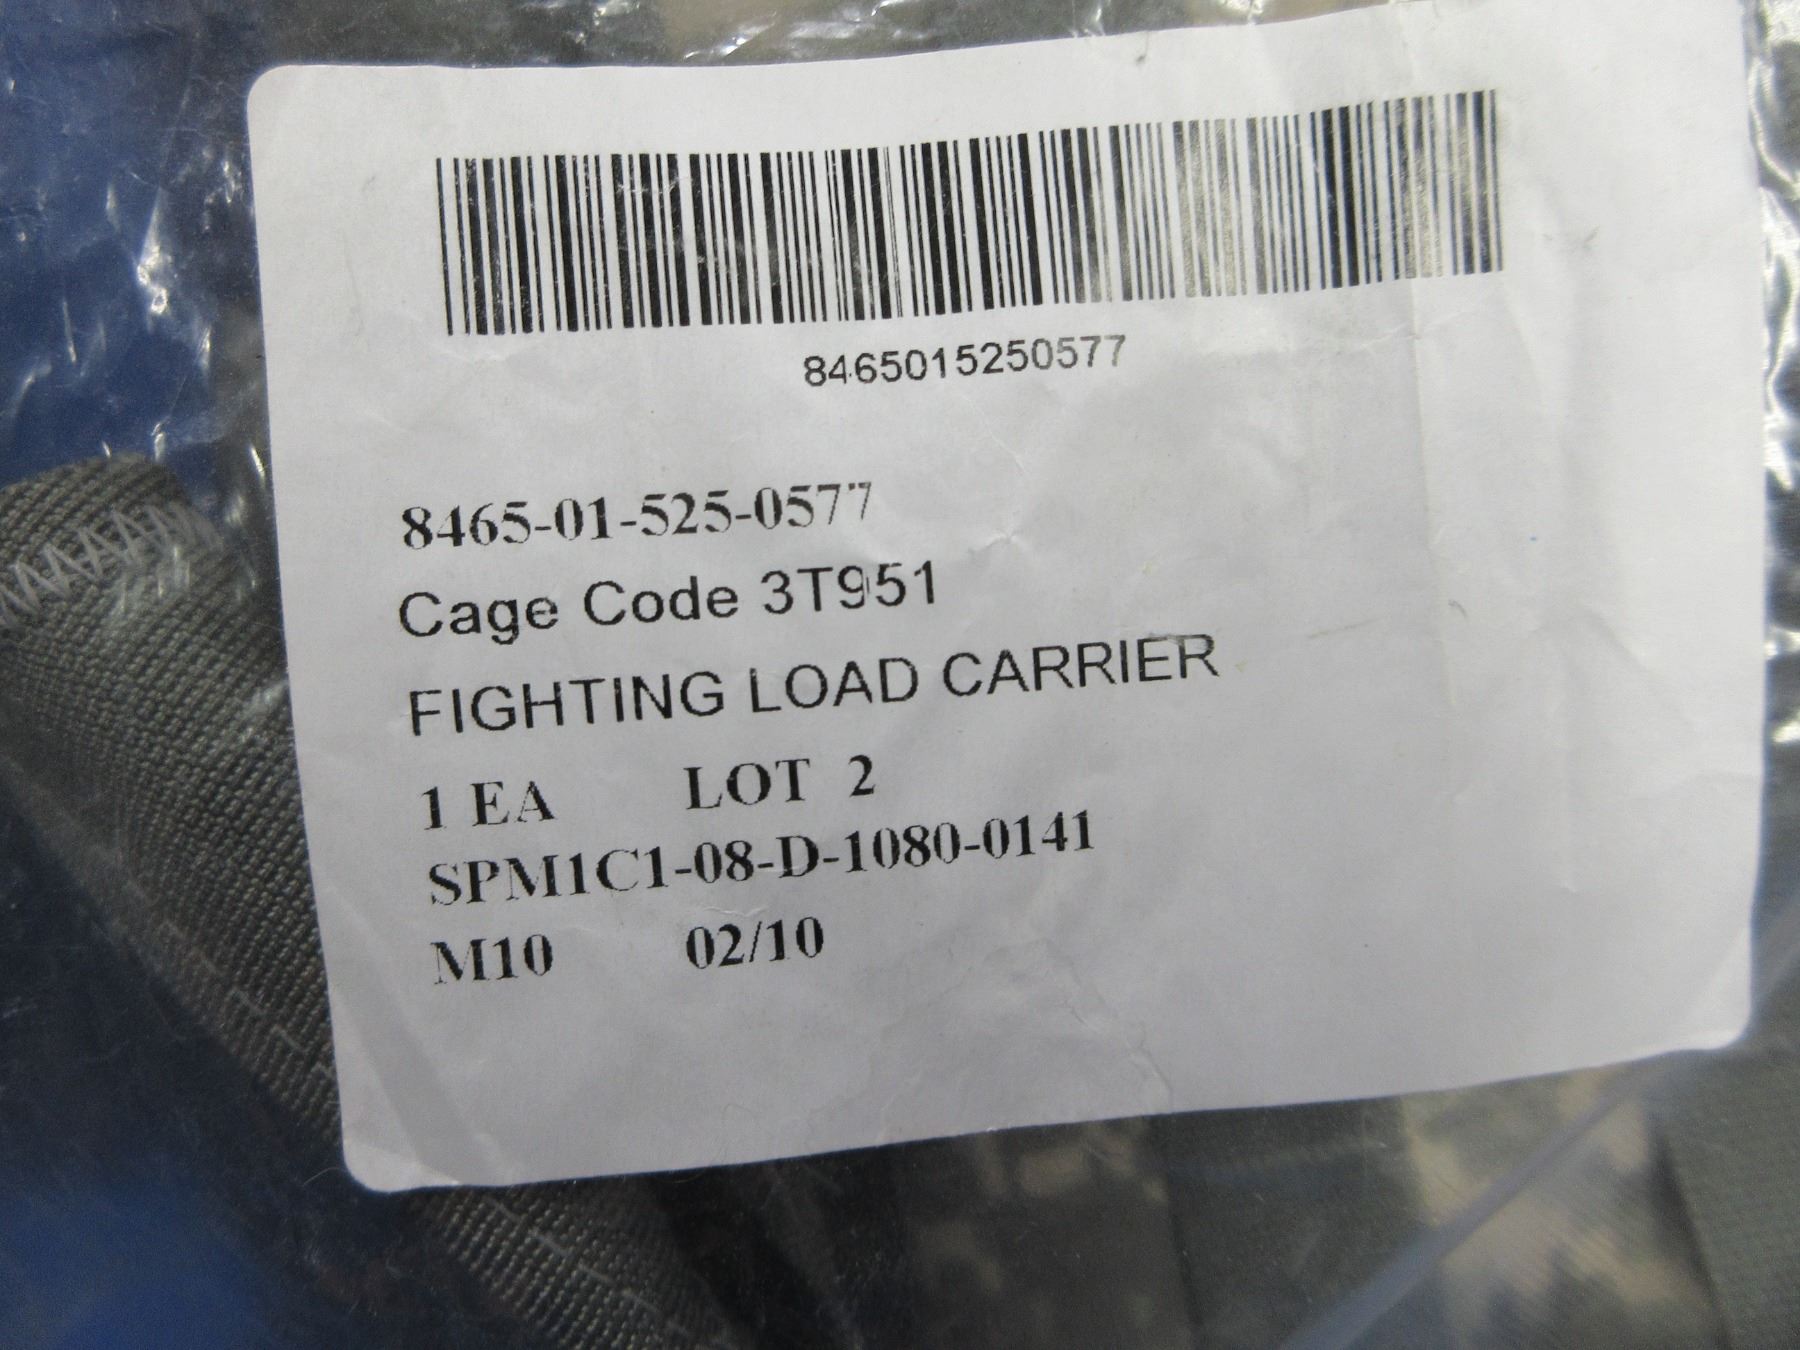 8465015250577
8465-01-525-0577
Cage Code 3T951
FIGHTING LOAD CARRIER
1 EA LOT 2
SPM1C1-08-D-1080-0141
M10 02/10